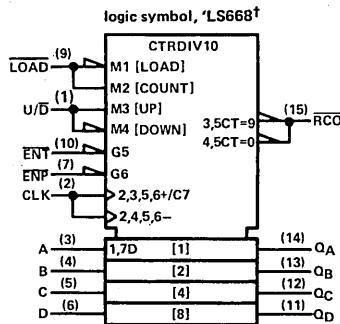 logic symbol, 'LS668†
CTRDIV10
LOAD (9) M1 [LOAD]
M2 [COUNT]
U/D (1) M3 [UP]
M4 [DOWN]
3,5CT=9 (15) RCO
4,5CT=0
ENT (10) G5
ENP (7) G6
CLK (2) 2,3,5,6+/C7
2,4,5,6−
A (3) 1,7D [1] (14) QA
B (4) [2] (13) QB
C (5) [4] (12) QC
D (6) [8] (11) QD